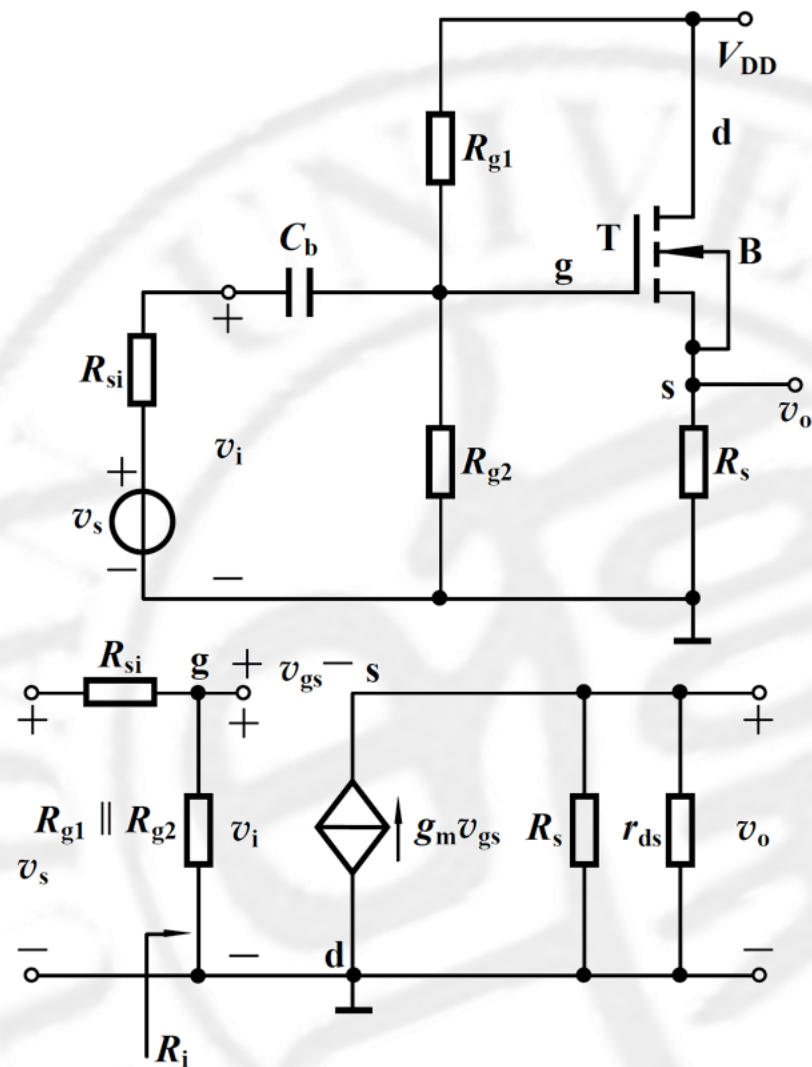 V_DD
d
R_g1
C_b
T
B
g
+
R_si
s
v_o
v_i
R_g2
R_s
+
v_s
−
−
R_si
g
+ v_gs − s
+
+
+
R_g1 || R_g2
v_i
g_m v_gs
R_s
r_ds
v_o
v_s
−
−
d
−
R_i
UNIVE